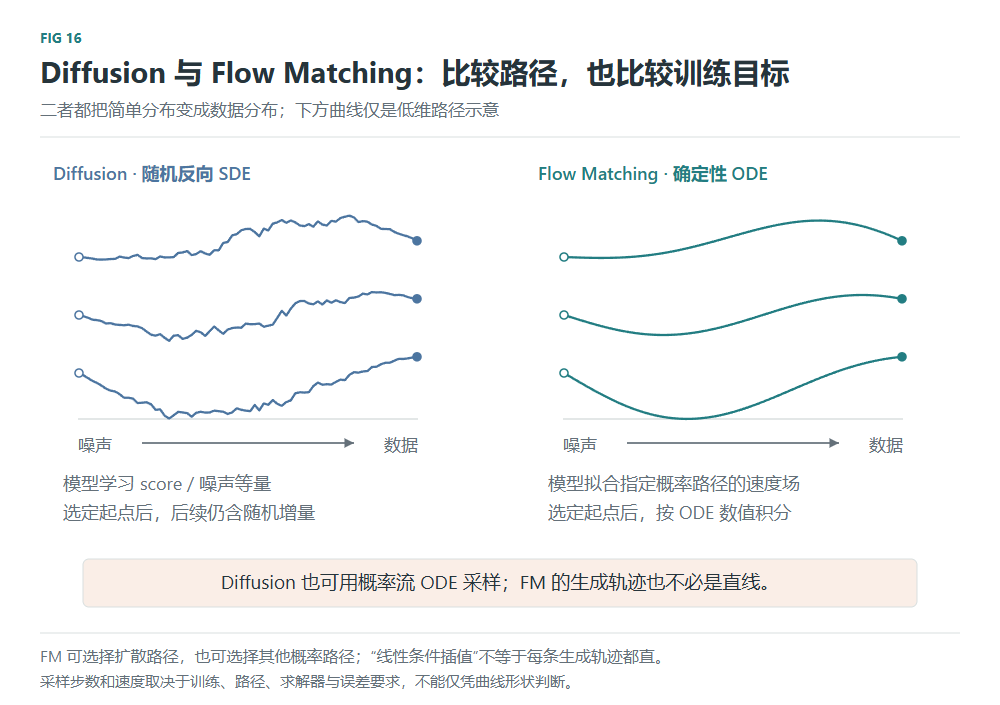 FIG 16
Diffusion 与 Flow Matching：比较路径，也比较训练目标
二者都把简单分布变成数据分布；下方曲线仅是低维路径示意
Diffusion · 随机反向 SDE
Flow Matching · 确定性 ODE
噪声
数据
噪声
数据
模型学习 score / 噪声等量
选定起点后，后续仍含随机增量
模型拟合指定概率路径的速度场
选定起点后，按 ODE 数值积分
Diffusion 也可用概率流 ODE 采样；FM 的生成轨迹也不必是直线。
FM 可选择扩散路径，也可选择其他概率路径；“线性条件插值”不等于每条生成轨迹都直。
采样步数和速度取决于训练、路径、求解器与误差要求，不能仅凭曲线形状判断。